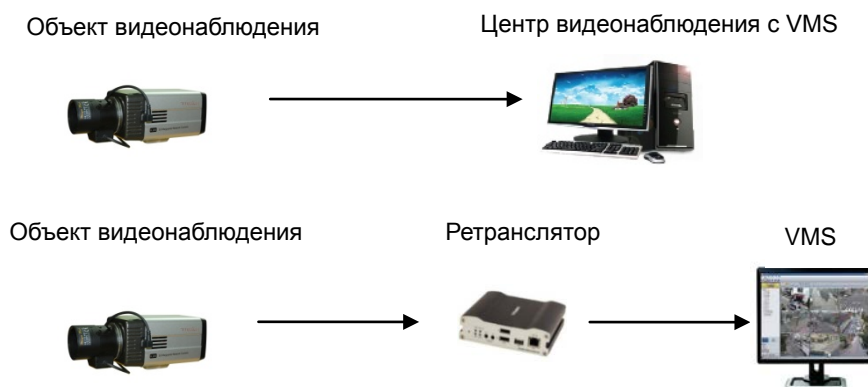 Объект видеонаблюдения
Центр видеонаблюдения с VMS
Объект видеонаблюдения
Ретранслятор
VMS